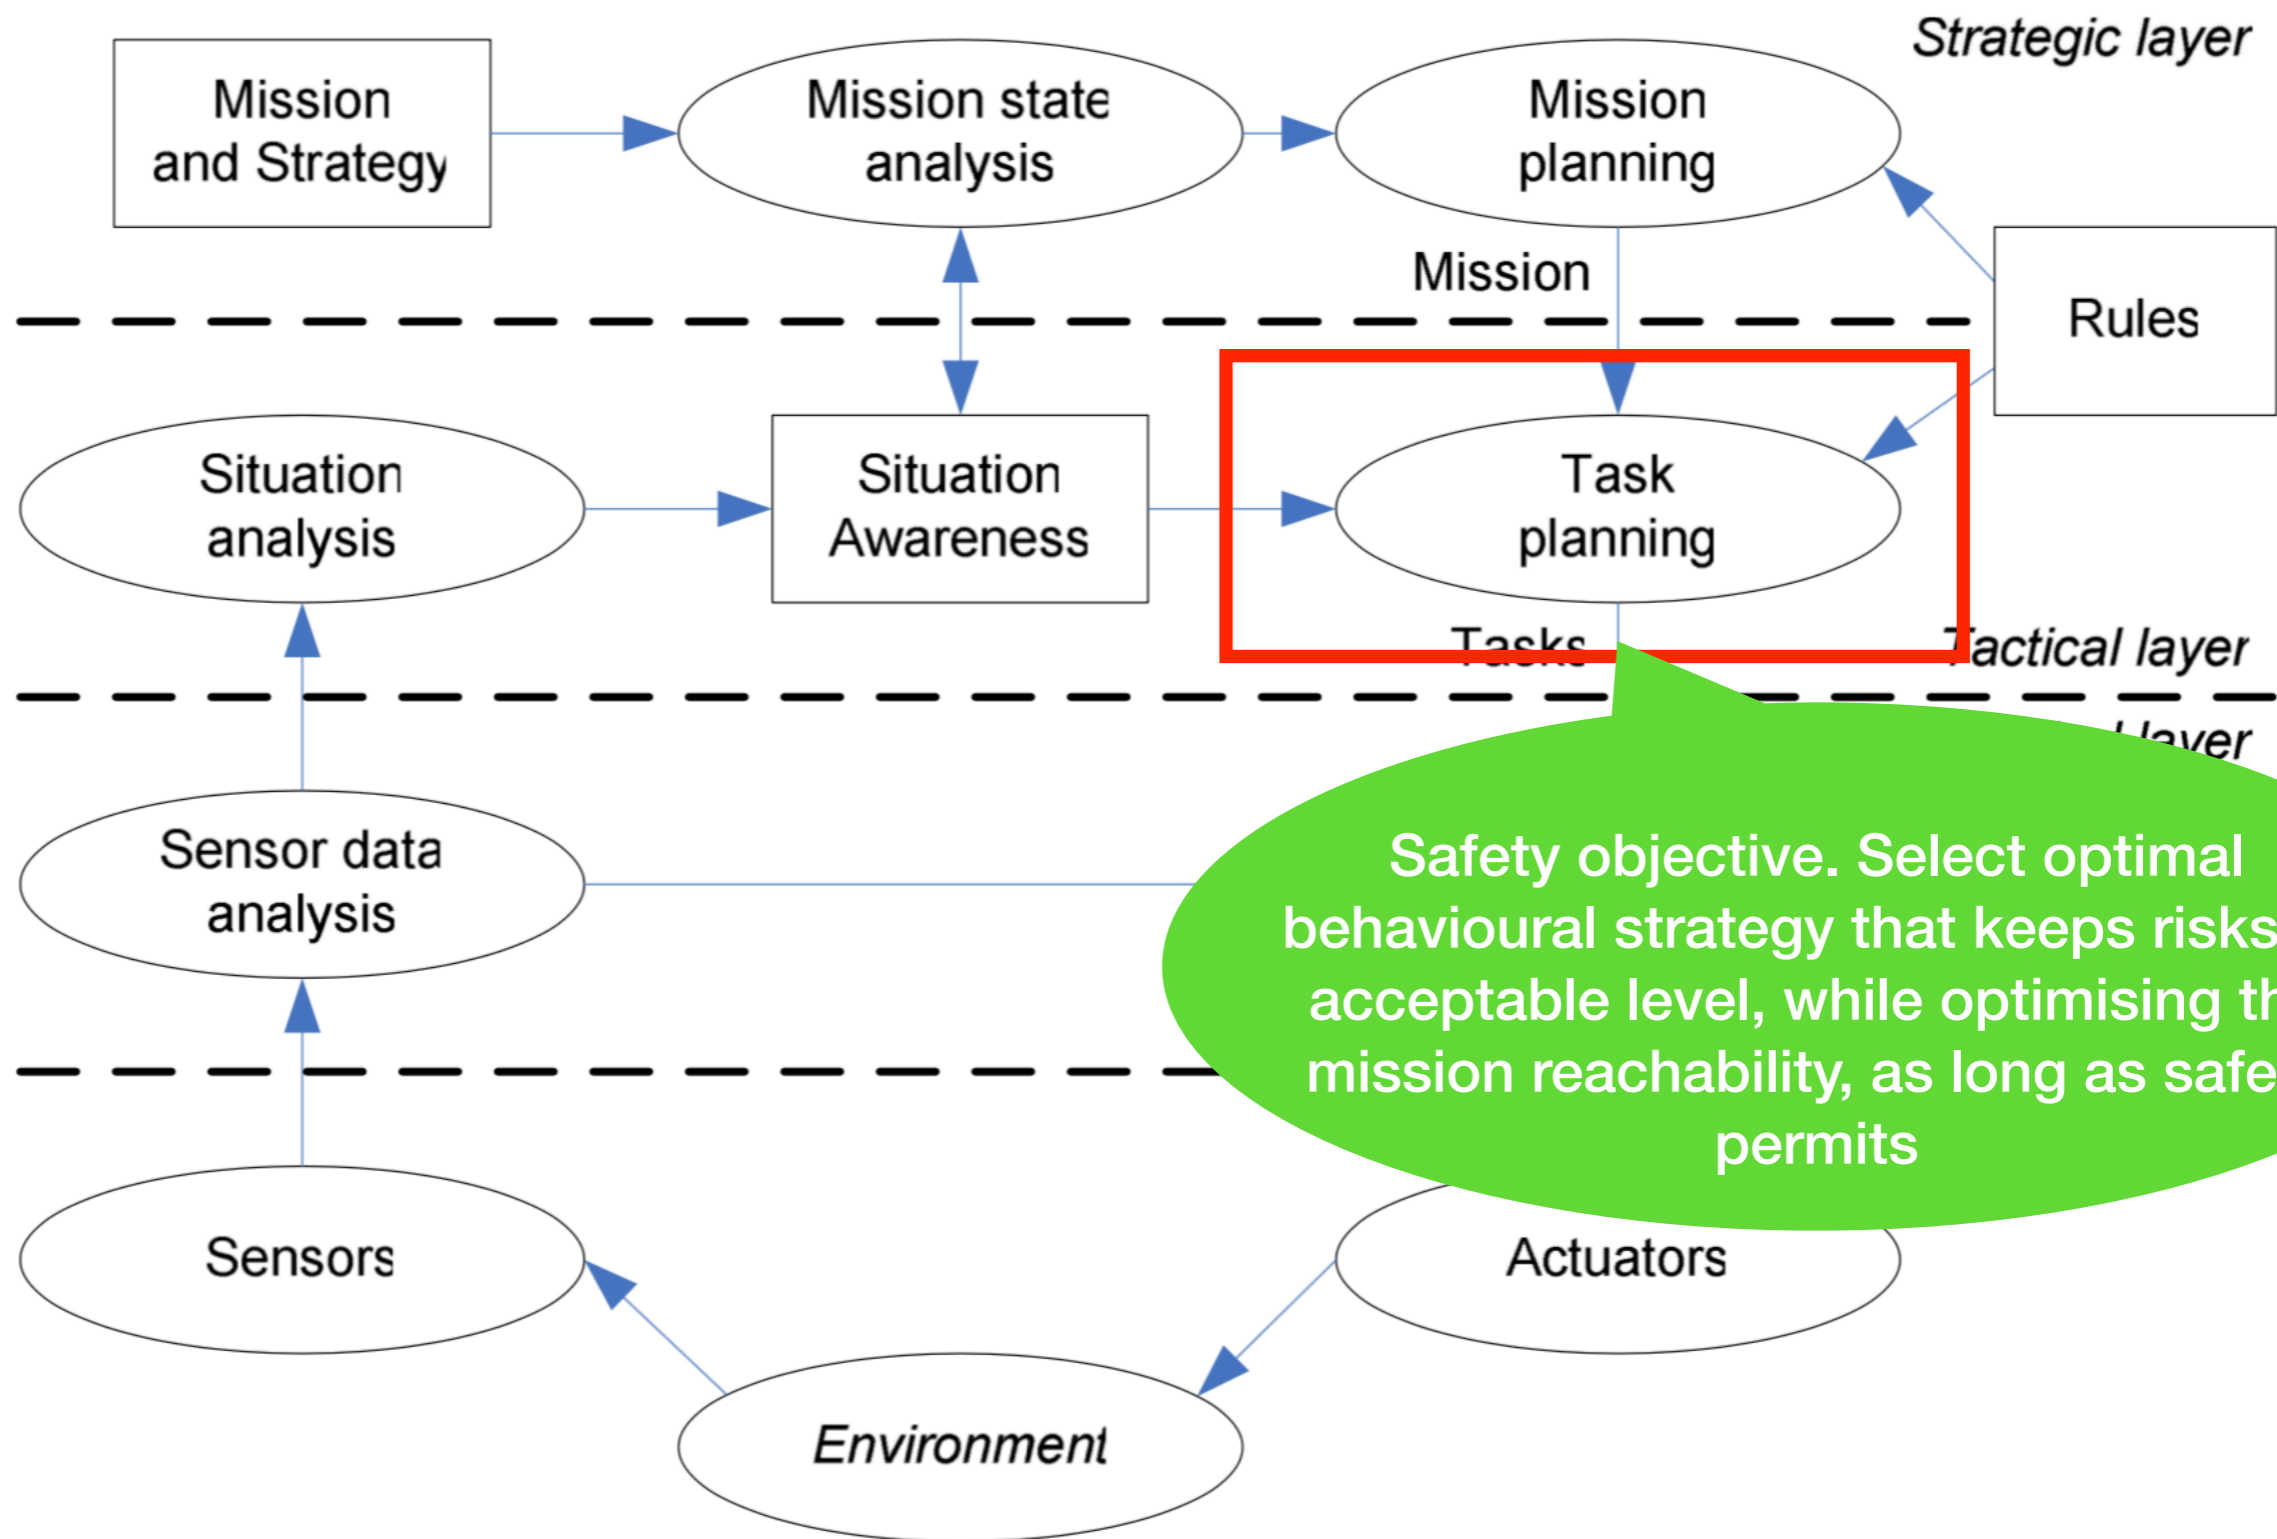 Strategic layer
Mission
and Strategy
Mission state
analysis
Mission
planning
Mission
Rules
Situation
analysis
Situation
Awareness
Task
planning
Tasks
Tactical layer
layer
Sensor data
analysis
Safety objective. Select optimal
behavioural strategy that keeps risks
acceptable level, while optimising
mission reachability, as long as
permits
Sensors
Actuators
Environment